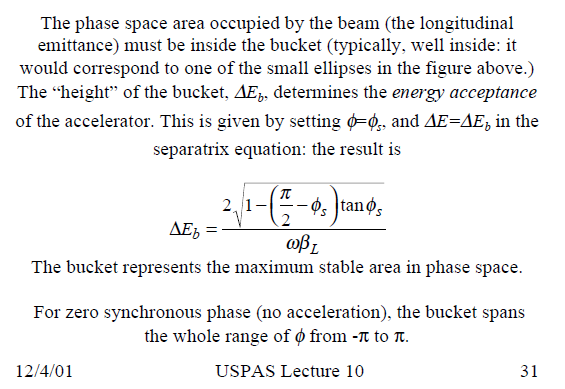 The phase space area occupied by the beam (the longitudinal
emittance) must be inside the bucket (typically, well inside: it
would correspond to one of the small ellipses in the figure above.)
The “height” of the bucket, ΔE_b, determines the energy acceptance
of the accelerator. This is given by setting ϕ=ϕ_s, and ΔE=ΔE_b in the
separatrix equation: the result is
ΔE_b = 2√(1−(π/2−ϕ_s)tanϕ_s) / ωβ_L
The bucket represents the maximum stable area in phase space.
For zero synchronous phase (no acceleration), the bucket spans
the whole range of ϕ from -π to π.
12/4/01 USPAS Lecture 10 31